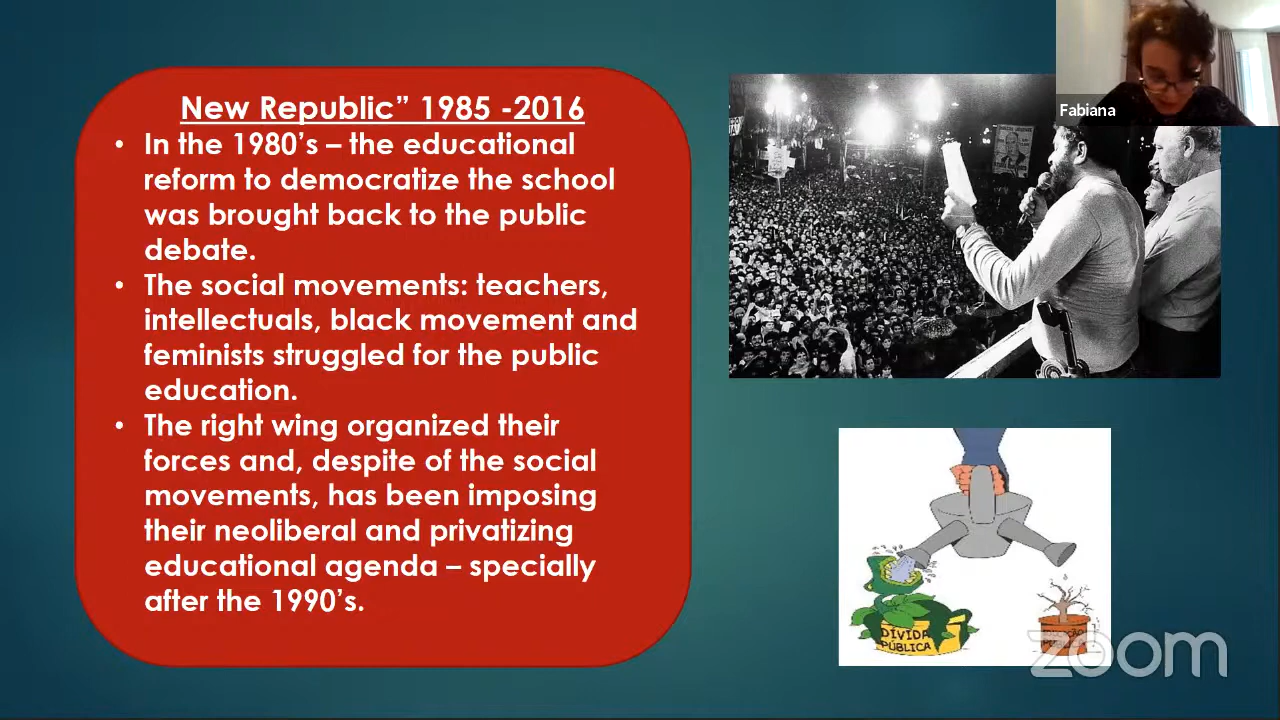 New Republic” 1985 -2016
• In the 1980’s – the educational
reform to democratize the school
was brought back to the public
debate.
• The social movements: teachers,
intellectuals, black movement and
feminists struggled for the public
education.
• The right wing organized their
forces and, despite of the social
movements, has been imposing
their neoliberal and privatizing
educational agenda – specially
after the 1990’s.
Fabiana
DÍVIDA
PÚBLICA
zoom